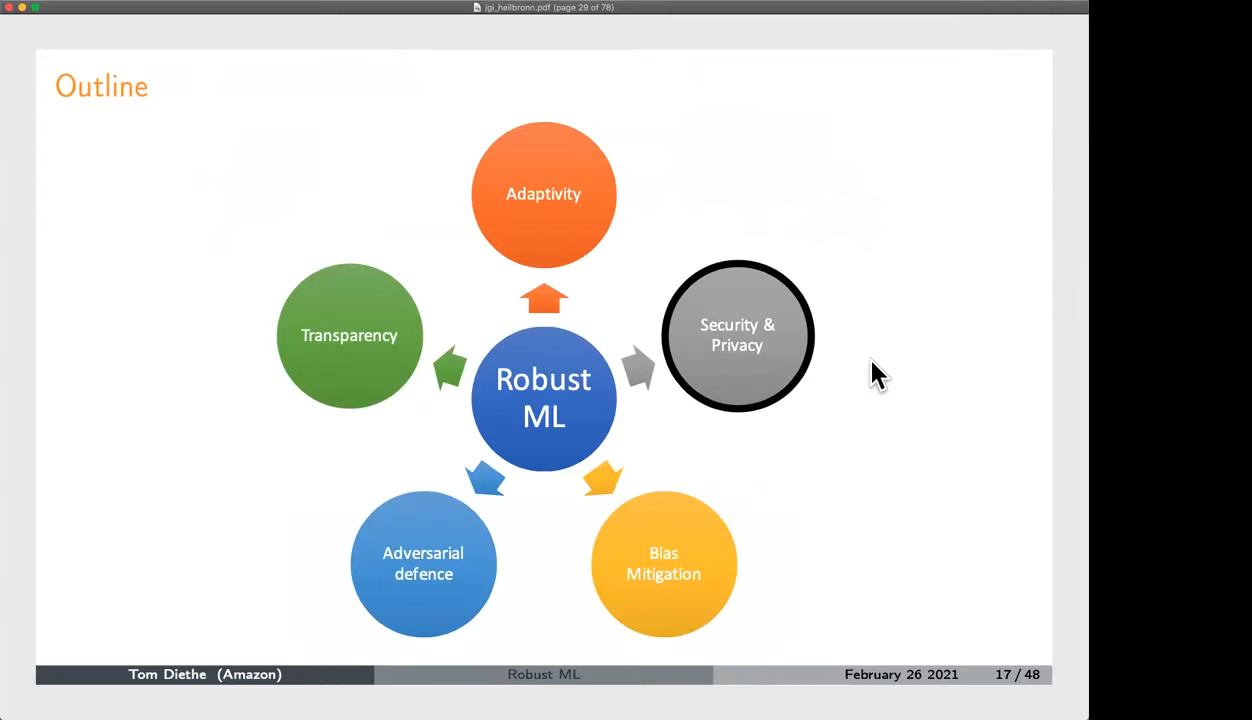 jgi_heilbronn.pdf (page 29 of 78)
Outline
Adaptivity
Security &
Privacy
Transparency
Robust
ML
Adversarial
defence
Bias
Mitigation
Tom Diethe (Amazon)
Robust ML
February 26 2021
17 / 48